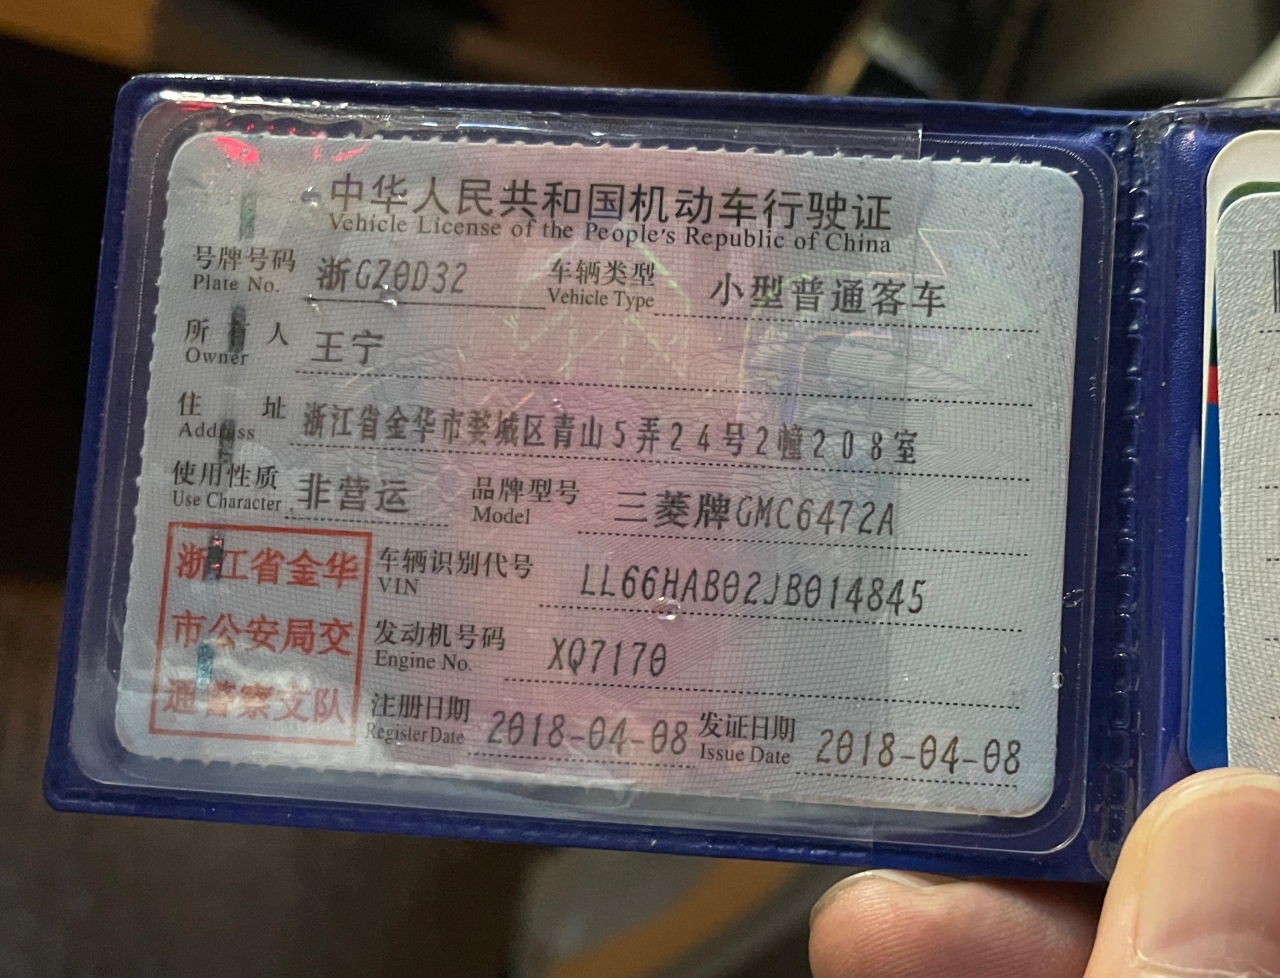 中华人民共和国机动车行驶证
Vehicle License of the People's Republic of China
号牌号码 浙GZ0D32 车辆类型 小型普通客车
Plate No. Vehicle Type
所有人 王宁
Owner
住址 浙江省金华市婺城区青山5弄24号2幢208室
Address
使用性质 非营运 品牌型号 三菱牌GMC6472A
Use Character Model
浙江省金华
市公安局交
通警察支队
车辆识别代号 LL66HAB02JB014845
VIN
发动机号码 XQ7170
Engine No.
注册日期 2018-04-08 发证日期 2018-04-08
Register Date Issue Date